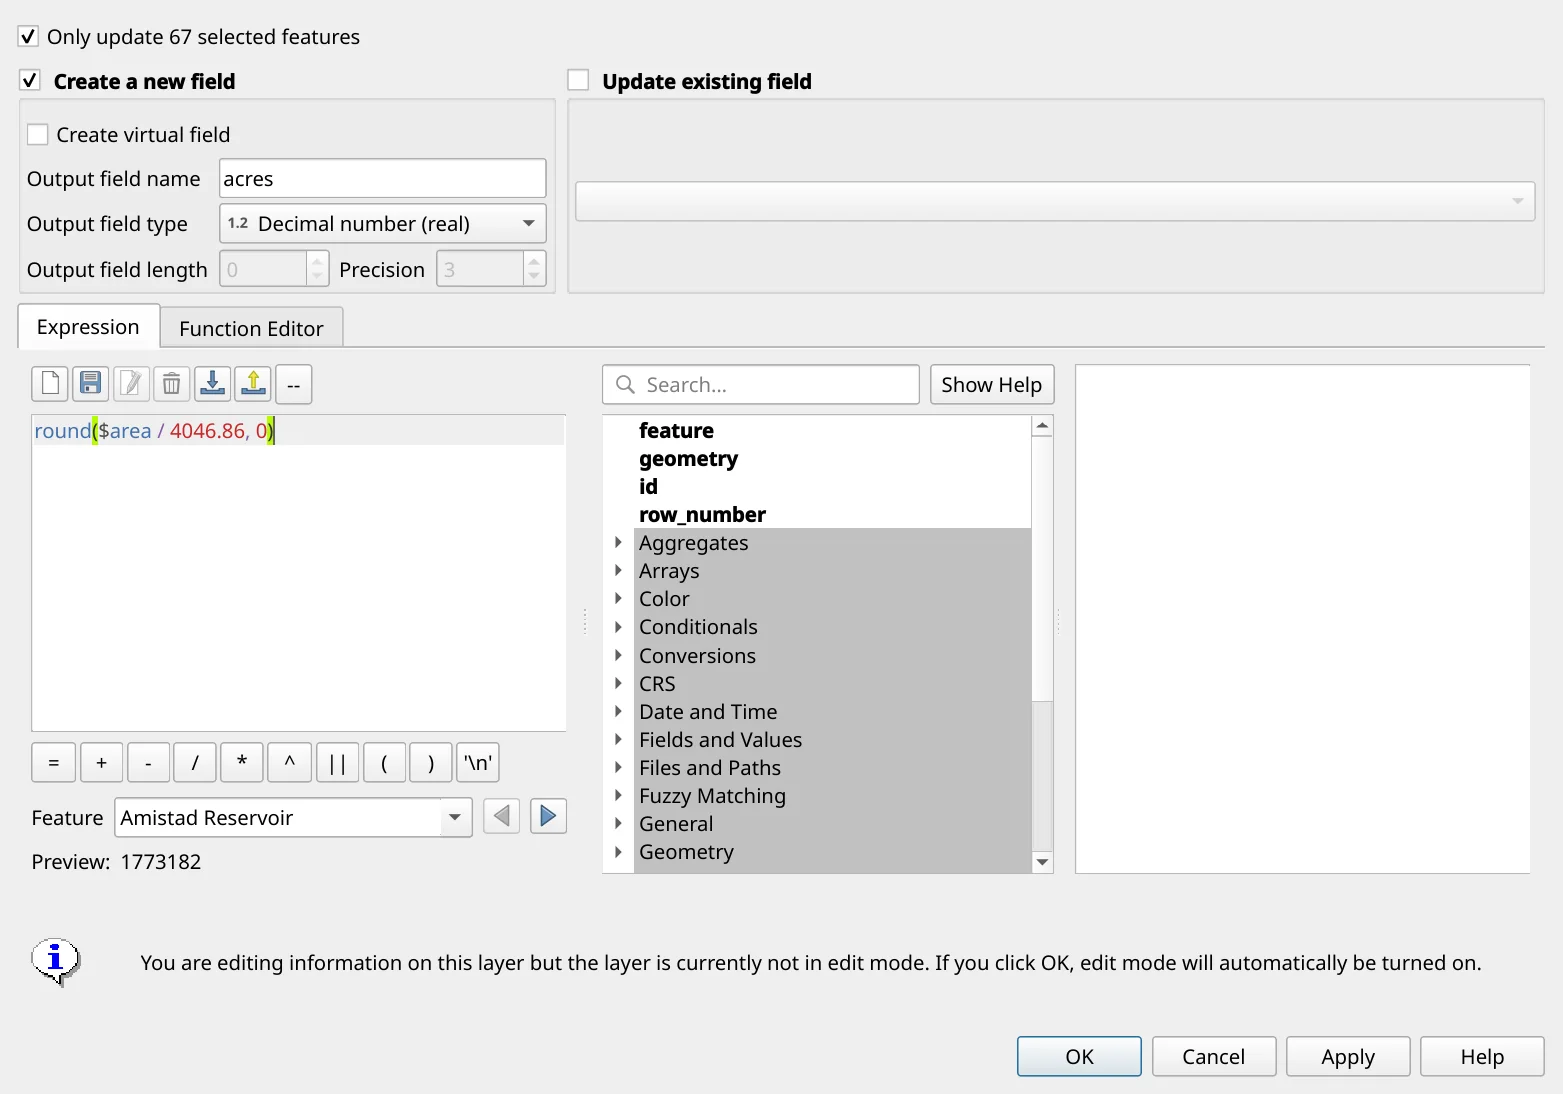 Only update 67 selected features
Create a new field
Update existing field
Create virtual field
Output field name acres
Output field type 1.2 Decimal number (real)
Output field length 0 Precision 3
Expression Function Editor
--
Search... Show Help
round($area / 4046.86, 0)
feature
geometry
id
row_number
Aggregates
Arrays
Color
Conditionals
Conversions
CRS
Date and Time
Fields and Values
Files and Paths
Fuzzy Matching
General
Geometry
= + - / * ^ || ( ) '\n'
Feature Amistad Reservoir
Preview: 1773182
You are editing information on this layer but the layer is currently not in edit mode. If you click OK, edit mode will automatically be turned on.
OK Cancel Apply Help